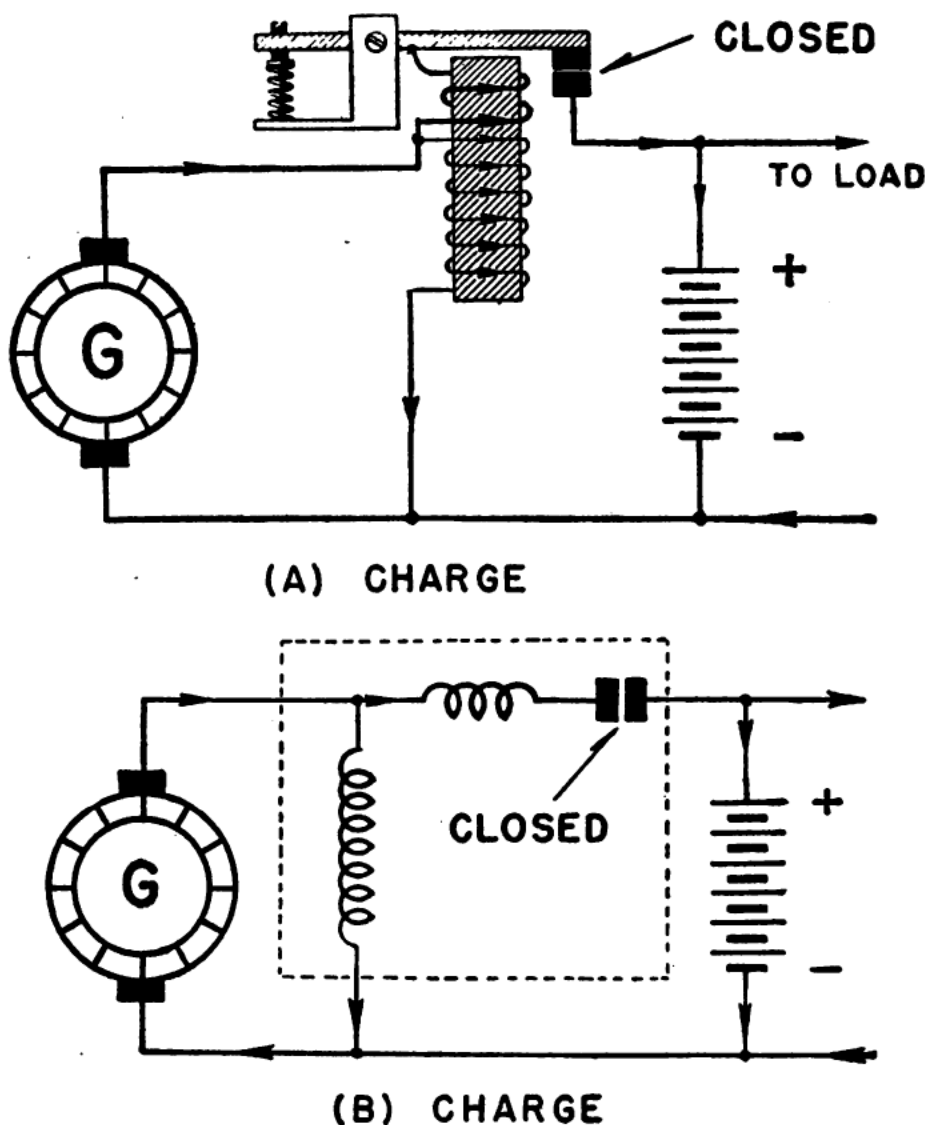 CLOSED
TO LOAD
G
+
-
(A) CHARGE
CLOSED
G
+
-
(B) CHARGE